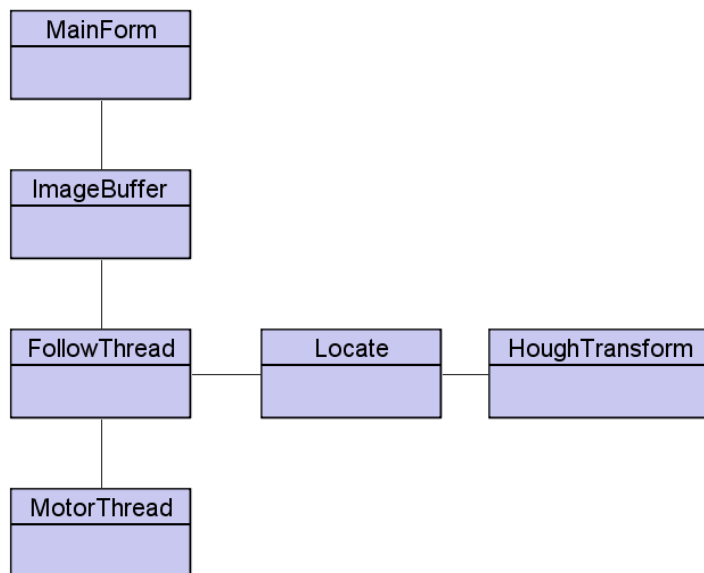 MainForm
ImageBuffer
FollowThread
Locate
HoughTransform
MotorThread